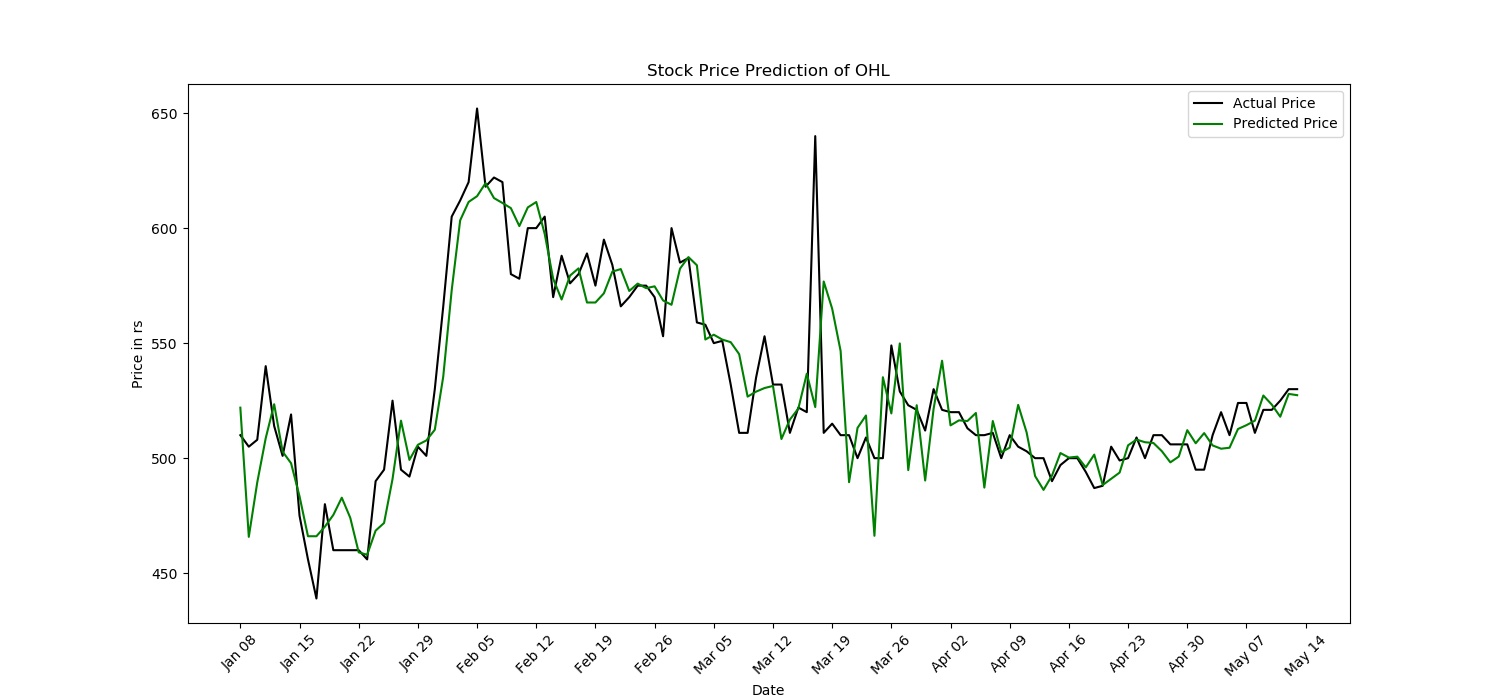 Stock Price Prediction of OHL
Actual Price
Predicted Price
Price in rs
650
600
550
500
450
Jan 08
Jan 15
Jan 22
Jan 29
Feb 05
Feb 12
Feb 19
Feb 26
Mar 05
Mar 12
Mar 19
Mar 26
Apr 02
Apr 09
Apr 16
Apr 23
Apr 30
May 07
May 14
Date